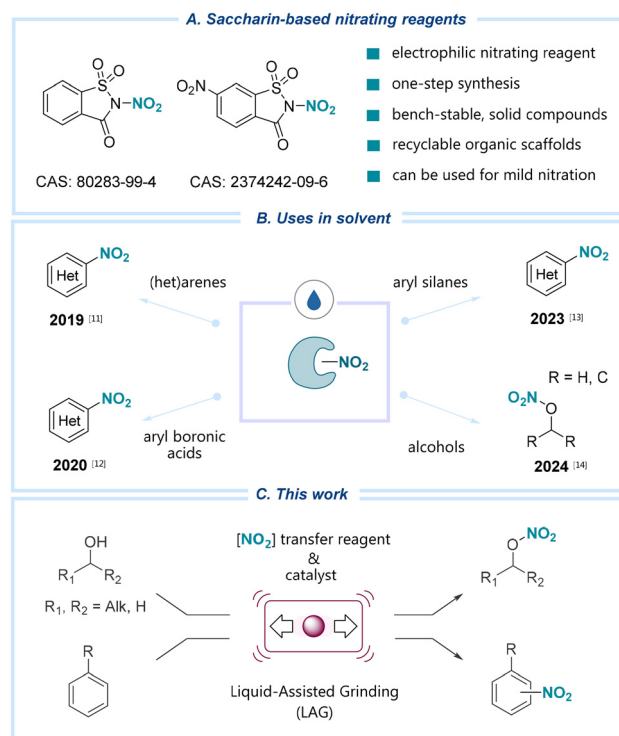 A. Saccharin-based nitrating reagents
O
O
S
N
NO₂
O
O₂N
O
O
S
N
NO₂
O
CAS: 80283-99-4
CAS: 2374242-09-6
electrophilic nitrating reagent
one-step synthesis
bench-stable, solid compounds
recyclable organic scaffolds
can be used for mild nitration
B. Uses in solvent
NO₂
Het
2019 [11]
(het)arenes
aryl silanes
NO₂
Het
2023 [13]
NO₂
NO₂
Het
2020 [12]
aryl boronic
acids
alcohols
R = H, C
O₂N
O
R
R
2024 [14]
C. This work
OH
R₁
R₂
R₁, R₂ = Alk, H
R
[NO₂] transfer reagent
&
catalyst
Liquid-Assisted Grinding
(LAG)
NO₂
O
R₁
R₂
R
NO₂